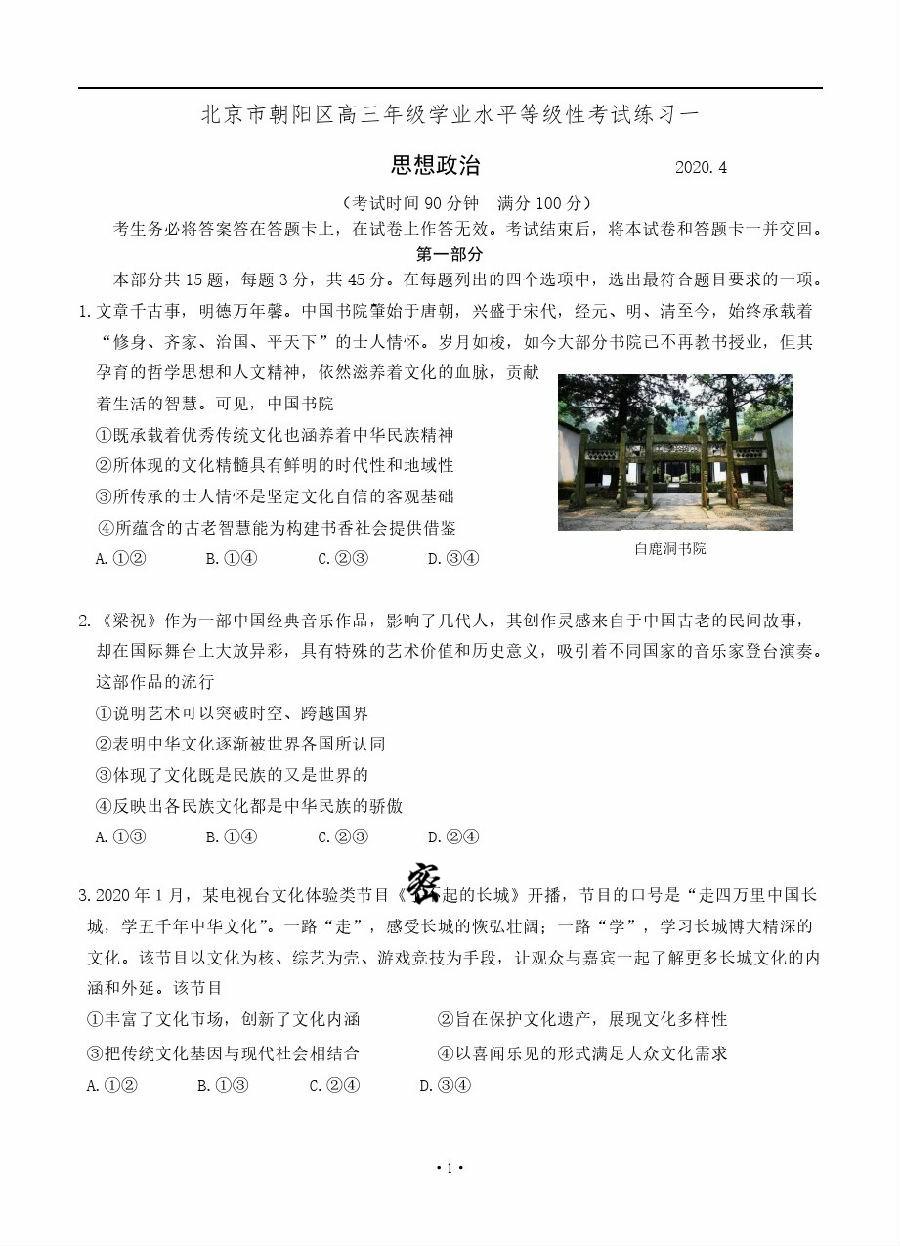 北京市朝阳区高三年级学业水平等级性考试练习一
思想政治 2020.4
（考试时间90分钟 满分100分）
考生务必将答案答在答题卡上，在试卷上作答无效。考试结束后，将本试卷和答题卡一并交回。
第一部分
本部分共15题，每题3分，共45分。在每题列出的四个选项中，选出最符合题目要求的一项。
1.文章千古事，明德万年馨。中国书院肇始于唐朝，兴盛于宋代，经元、明、清至今，始终承载着
“修身、齐家、治国、平天下”的士人情怀。岁月如梭，如今大部分书院已不再教书授业，但其
孕育的哲学思想和人文精神，依然滋养着文化的血脉，贡献
着生活的智慧。可见，中国书院
①既承载着优秀传统文化也涵养着中华民族精神
②所体现的文化精髓具有鲜明的时代性和地域性
③所传承的士人情怀是坚定文化自信的客观基础
④所蕴含的古老智慧能为构建书香社会提供借鉴
A.①② B.①④ C.②③ D.③④
白鹿洞书院
2.《梁祝》作为一部中国经典音乐作品，影响了几代人，其创作灵感来自于中国古老的民间故事，
却在国际舞台上大放异彩，具有特殊的艺术价值和历史意义，吸引着不同国家的音乐家登台演奏。
这部作品的流行
①说明艺术可以突破时空、跨越国界
②表明中华文化逐渐被世界各国所认同
③体现了文化既是民族的又是世界的
④反映出各民族文化都是中华民族的骄傲
A.①③ B.①④ C.②③ D.②④
3.2020年1月，某电视台文化体验类节目《密起的长城》开播，节目的口号是“走四万里中国长
城，学五千年中华文化”。一路“走”，感受长城的恢弘壮阔；一路“学”，学习长城博大精深的
文化。该节目以文化为核、综艺为壳、游戏竞技为手段，让观众与嘉宾一起了解更多长城文化的内
涵和外延。该节目
①丰富了文化市场，创新了文化内涵 ②旨在保护文化遗产，展现文化多样性
③把传统文化基因与现代社会相结合 ④以喜闻乐见的形式满足人众文化需求
A.①② B.①③ C.②④ D.③④
·1·